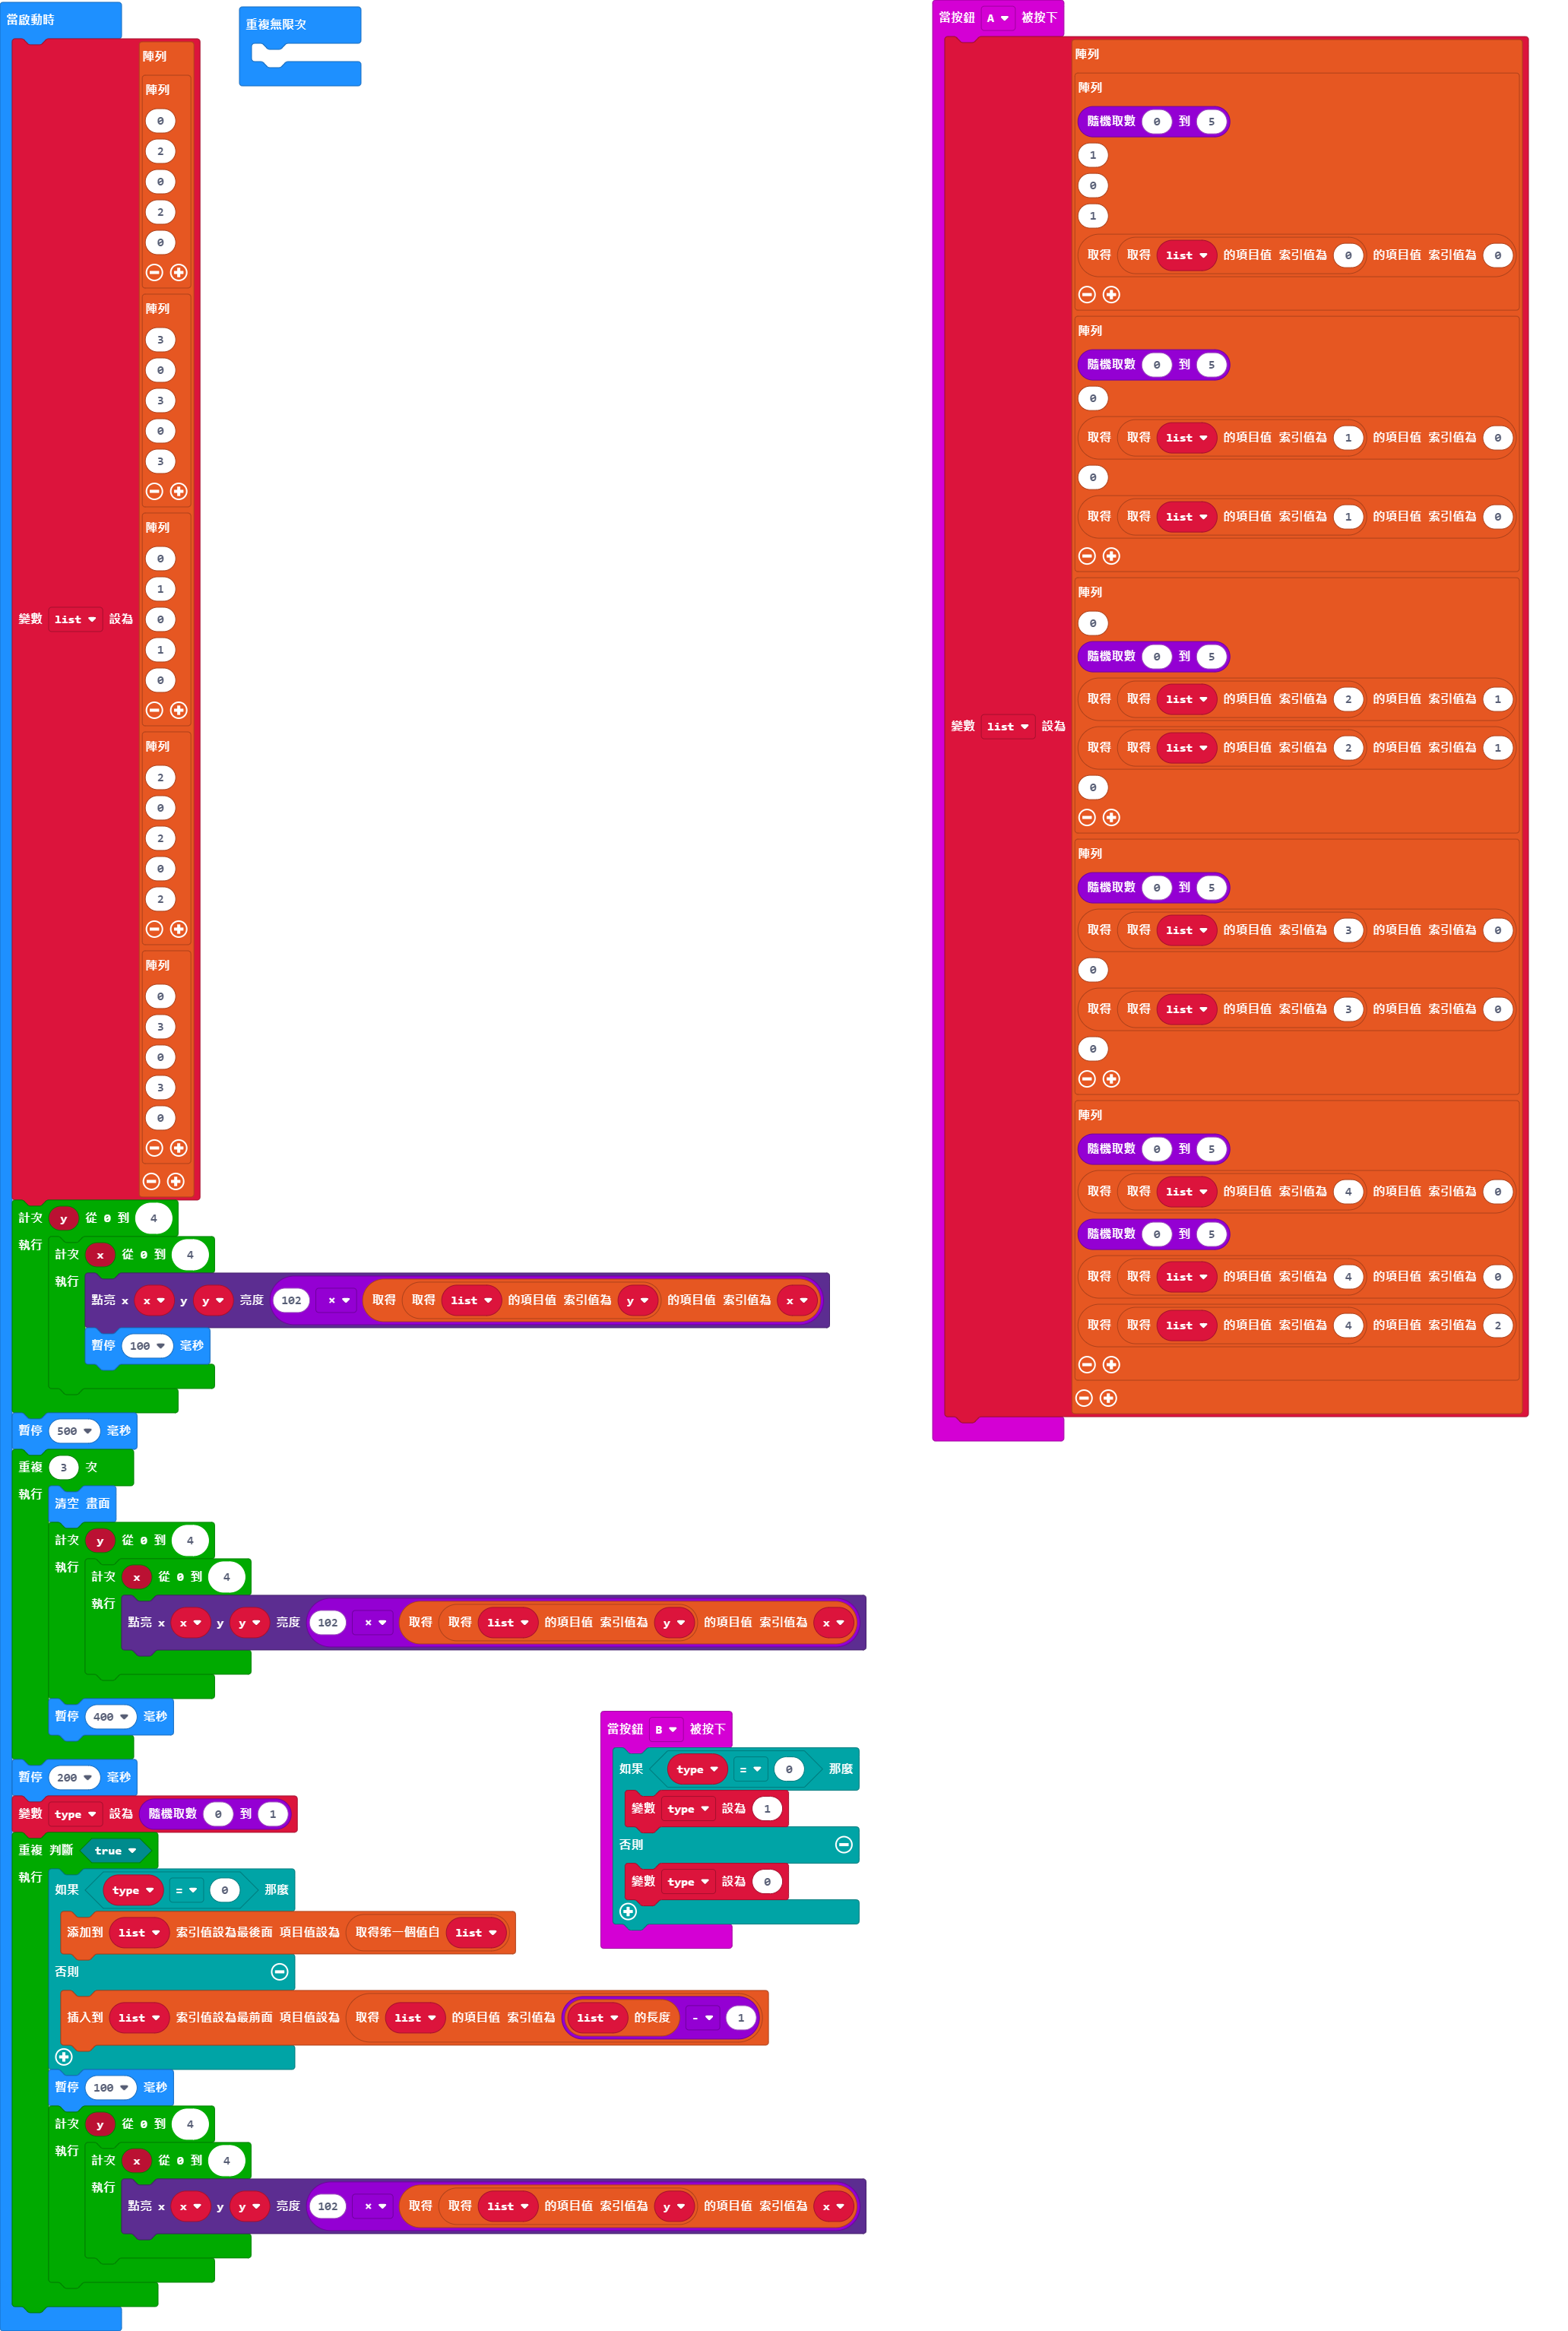 當啟動時
變數 list 設為
陣列
陣列
0
2
0
2
0
陣列
3
0
3
0
3
陣列
0
1
0
1
0
陣列
2
0
2
0
2
陣列
0
3
0
3
0
計次 y 從 0 到 4
執行
計次 x 從 0 到 4
執行
點亮 x x y y 亮度 102 × 取得 取得 list 的項目值 索引值為 y 的項目值 索引值為 x
暫停 100 毫秒
暫停 500 毫秒
重複 3 次
執行
清空 畫面
計次 y 從 0 到 4
執行
計次 x 從 0 到 4
執行
點亮 x x y y 亮度 102 × 取得 取得 list 的項目值 索引值為 y 的項目值 索引值為 x
暫停 400 毫秒
暫停 200 毫秒
變數 type 設為 隨機取數 0 到 1
重複 判斷 true
執行
如果 type = 0 那麼
添加到 list 索引值設為最後面 項目值設為 取得第一個值自 list
否則
插入到 list 索引值設為最前面 項目值設為 取得 list 的項目值 索引值為 list 的長度 - 1
暫停 100 毫秒
計次 y 從 0 到 4
執行
計次 x 從 0 到 4
執行
點亮 x x y y 亮度 102 × 取得 取得 list 的項目值 索引值為 y 的項目值 索引值為 x
重複無限次
當按鈕 B 被按下
如果 type = 0 那麼
變數 type 設為 1
否則
變數 type 設為 0
當按鈕 A 被按下
變數 list 設為
陣列
陣列
隨機取數 0 到 5
1
0
1
取得 取得 list 的項目值 索引值為 0 的項目值 索引值為 0
陣列
隨機取數 0 到 5
0
取得 取得 list 的項目值 索引值為 1 的項目值 索引值為 0
0
取得 取得 list 的項目值 索引值為 1 的項目值 索引值為 0
陣列
0
隨機取數 0 到 5
取得 取得 list 的項目值 索引值為 2 的項目值 索引值為 1
取得 取得 list 的項目值 索引值為 2 的項目值 索引值為 1
0
陣列
隨機取數 0 到 5
取得 取得 list 的項目值 索引值為 3 的項目值 索引值為 0
0
取得 取得 list 的項目值 索引值為 3 的項目值 索引值為 0
0
陣列
隨機取數 0 到 5
取得 取得 list 的項目值 索引值為 4 的項目值 索引值為 0
隨機取數 0 到 5
取得 取得 list 的項目值 索引值為 4 的項目值 索引值為 0
取得 取得 list 的項目值 索引值為 4 的項目值 索引值為 2